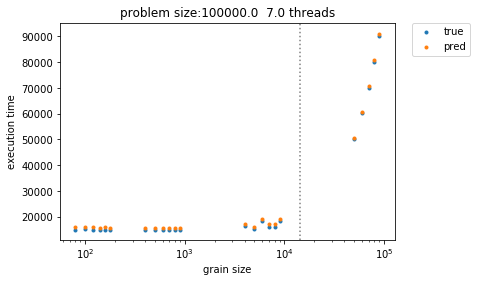 problem size:100000.0  7.0 threads
true
pred
90000
80000
70000
60000
50000
40000
30000
20000
execution time
10²
10³
10⁴
10⁵
grain size